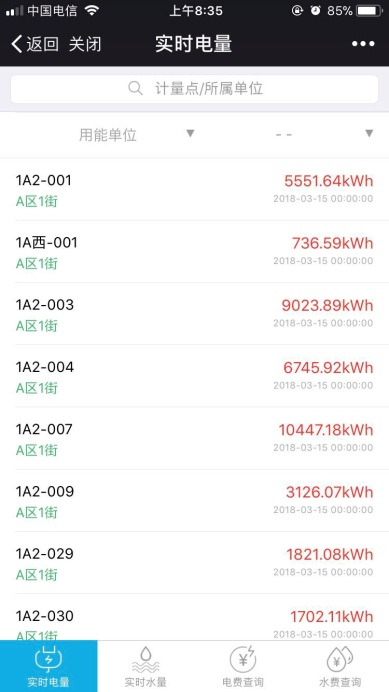 中国电信 上午8:35 85%
返回 关闭 实时电量
计量点/所属单位
用能单位 ▼ -- ▼
1A2-001 5551.64kWh
A区1街 2018-03-15 00:00:00
1A西-001 736.59kWh
A区1街 2018-03-15 00:00:00
1A2-003 9023.89kWh
A区1街 2018-03-15 00:00:00
1A2-004 6745.92kWh
A区1街 2018-03-15 00:00:00
1A2-007 10447.18kWh
A区1街 2018-03-15 00:00:00
1A2-009 3126.07kWh
A区1街 2018-03-15 00:00:00
1A2-029 1821.08kWh
A区1街 2018-03-15 00:00:00
1A2-030 1702.11kWh
A区1街 2018-03-15 00:00:00
实时电量 实时水量 电费查询 水费查询